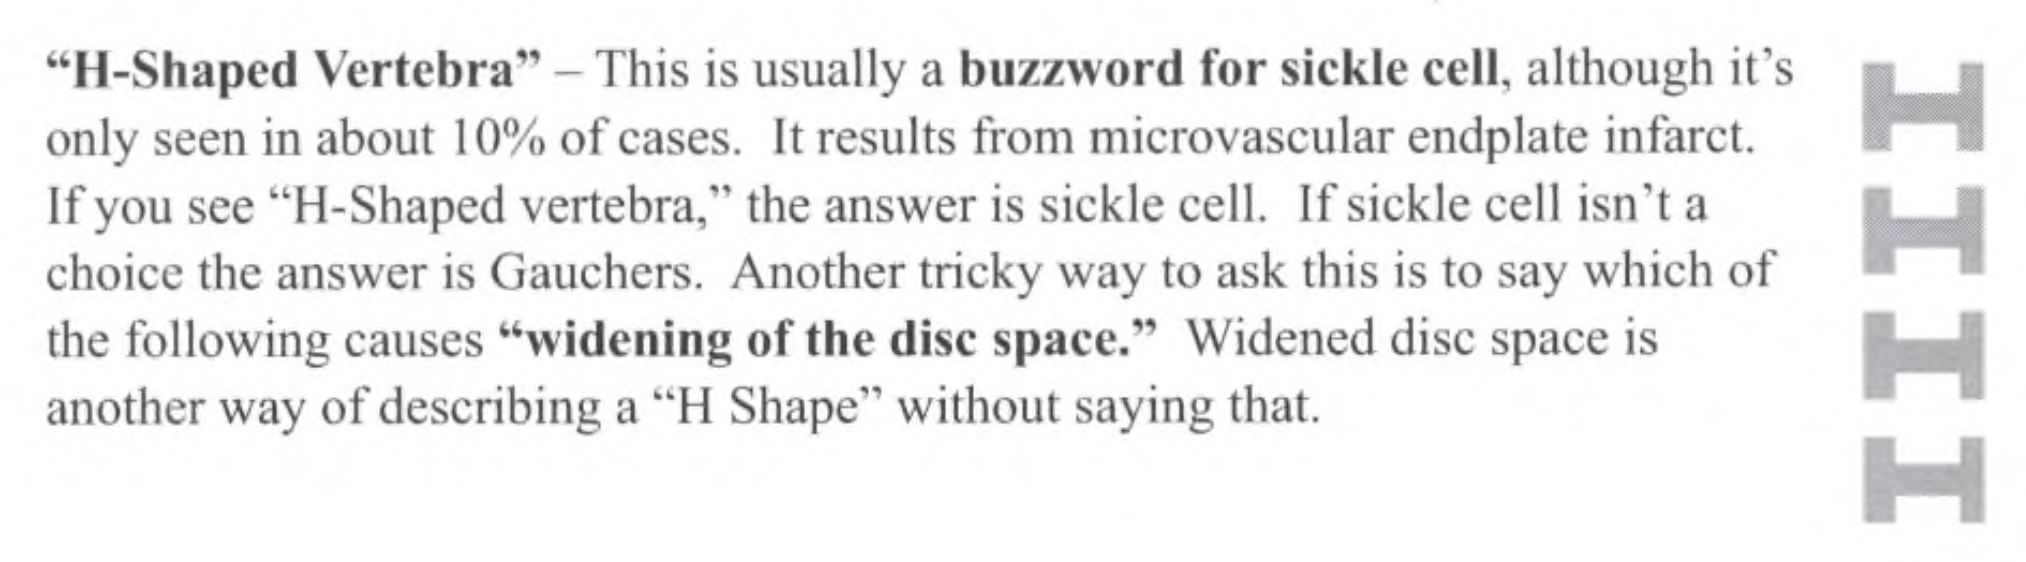 “H-Shaped Vertebra” – This is usually a buzzword for sickle cell, although it’s
only seen in about 10% of cases.  It results from microvascular endplate infarct.
If you see “H-Shaped vertebra,” the answer is sickle cell.  If sickle cell isn’t a
choice the answer is Gauchers.  Another tricky way to ask this is to say which of
the following causes “widening of the disc space.”  Widened disc space is
another way of describing a “H Shape” without saying that.